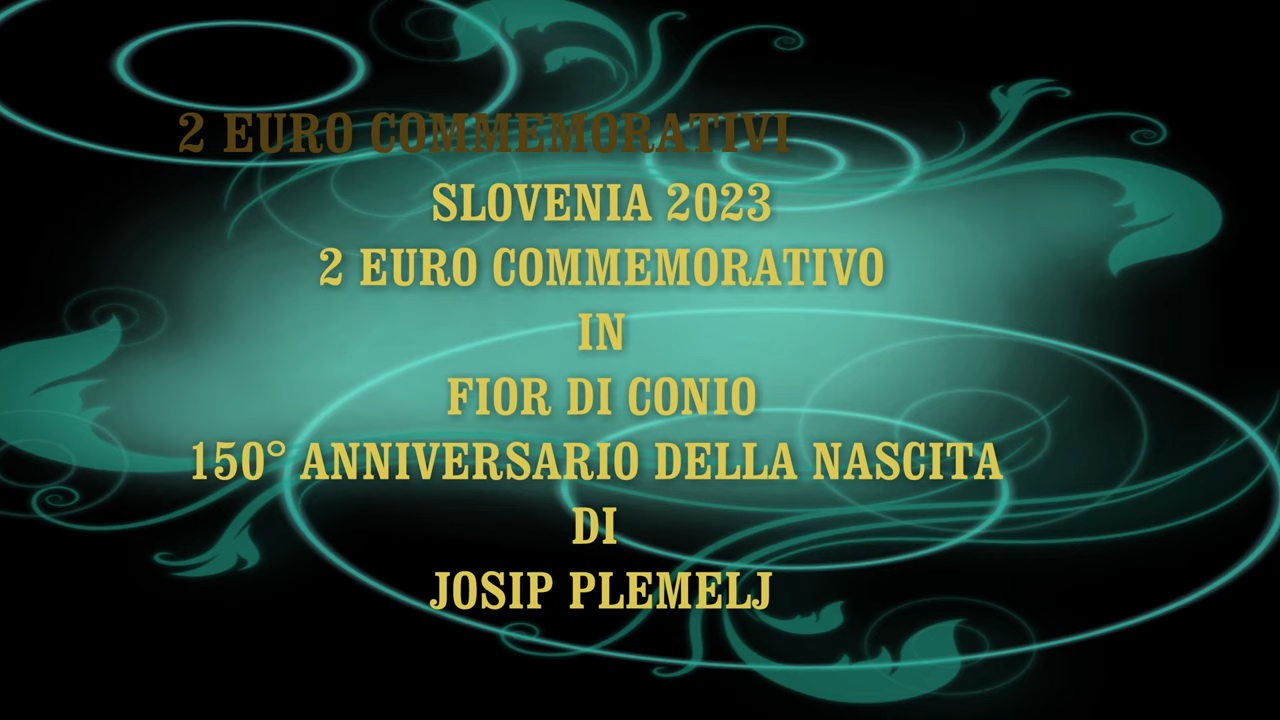 2 EURO COMMEMORATIVI
SLOVENIA 2023
2 EURO COMMEMORATIVO
IN
FIOR DI CONIO
150° ANNIVERSARIO DELLA NASCITA
DI
JOSIP PLEMELJ